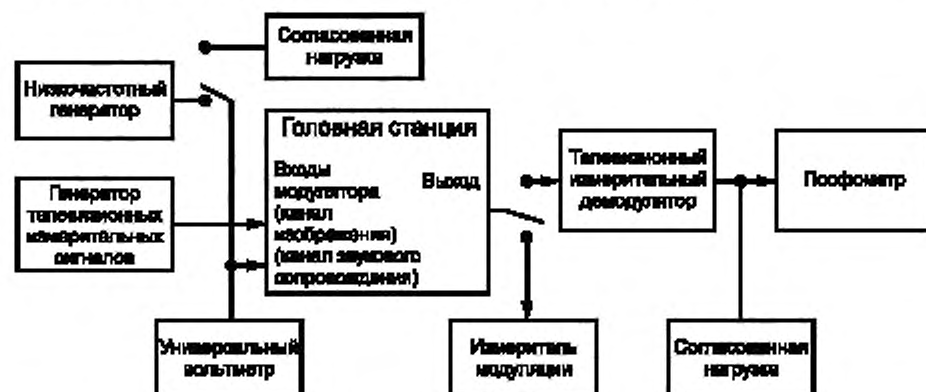 Согласованная
нагрузка
Низкочастотный
генератор
Головная станция
Входы
модулятора
(канал
изображения)
(канал звукового
сопровождения)
Выход
Генератор
телевизионных
измерительных
сигналов
Телевизионный
измерительный
демодулятор
Псофометр
Универсальный
вольтметр
Измеритель
модуляции
Согласованная
нагрузка